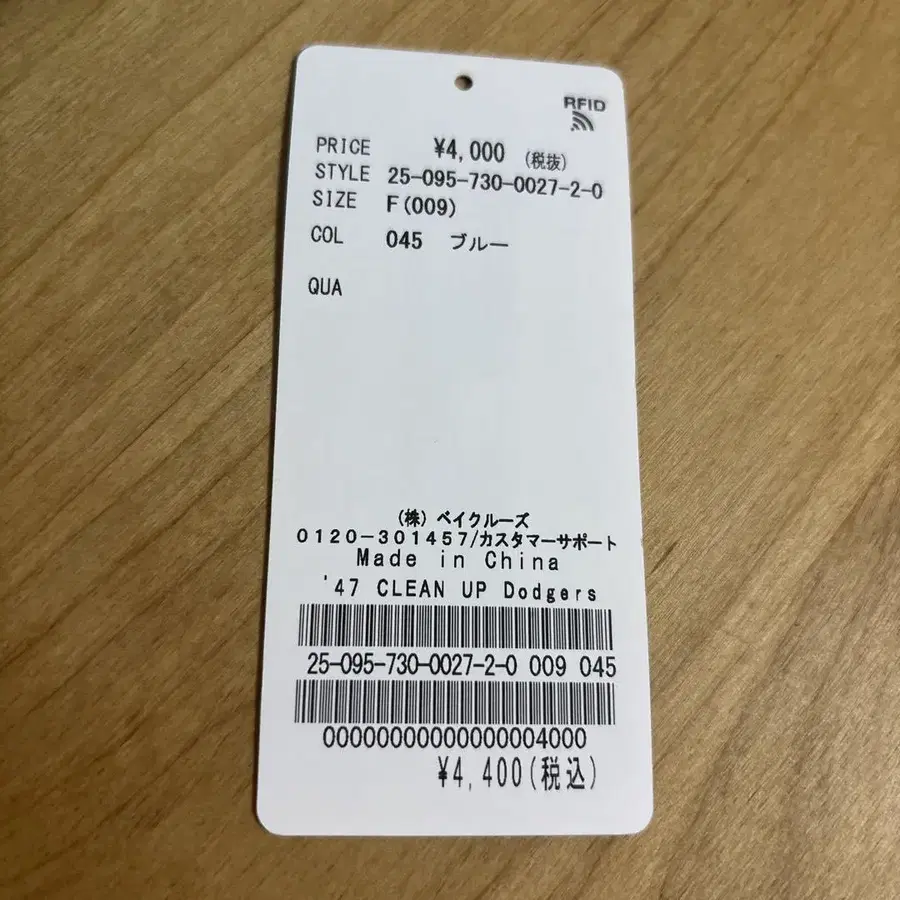 RFID
PRICE ¥4,000 (税抜)
STYLE 25-095-730-0027-2-0
SIZE F(009)
COL 045 ブルー
QUA
(株) ベイクルーズ
0120-301457/カスタマーサポート
Made in China
'47 CLEAN UP Dodgers
25-095-730-0027-2-0 009 045
00000000000000004000
¥4,400(税込)